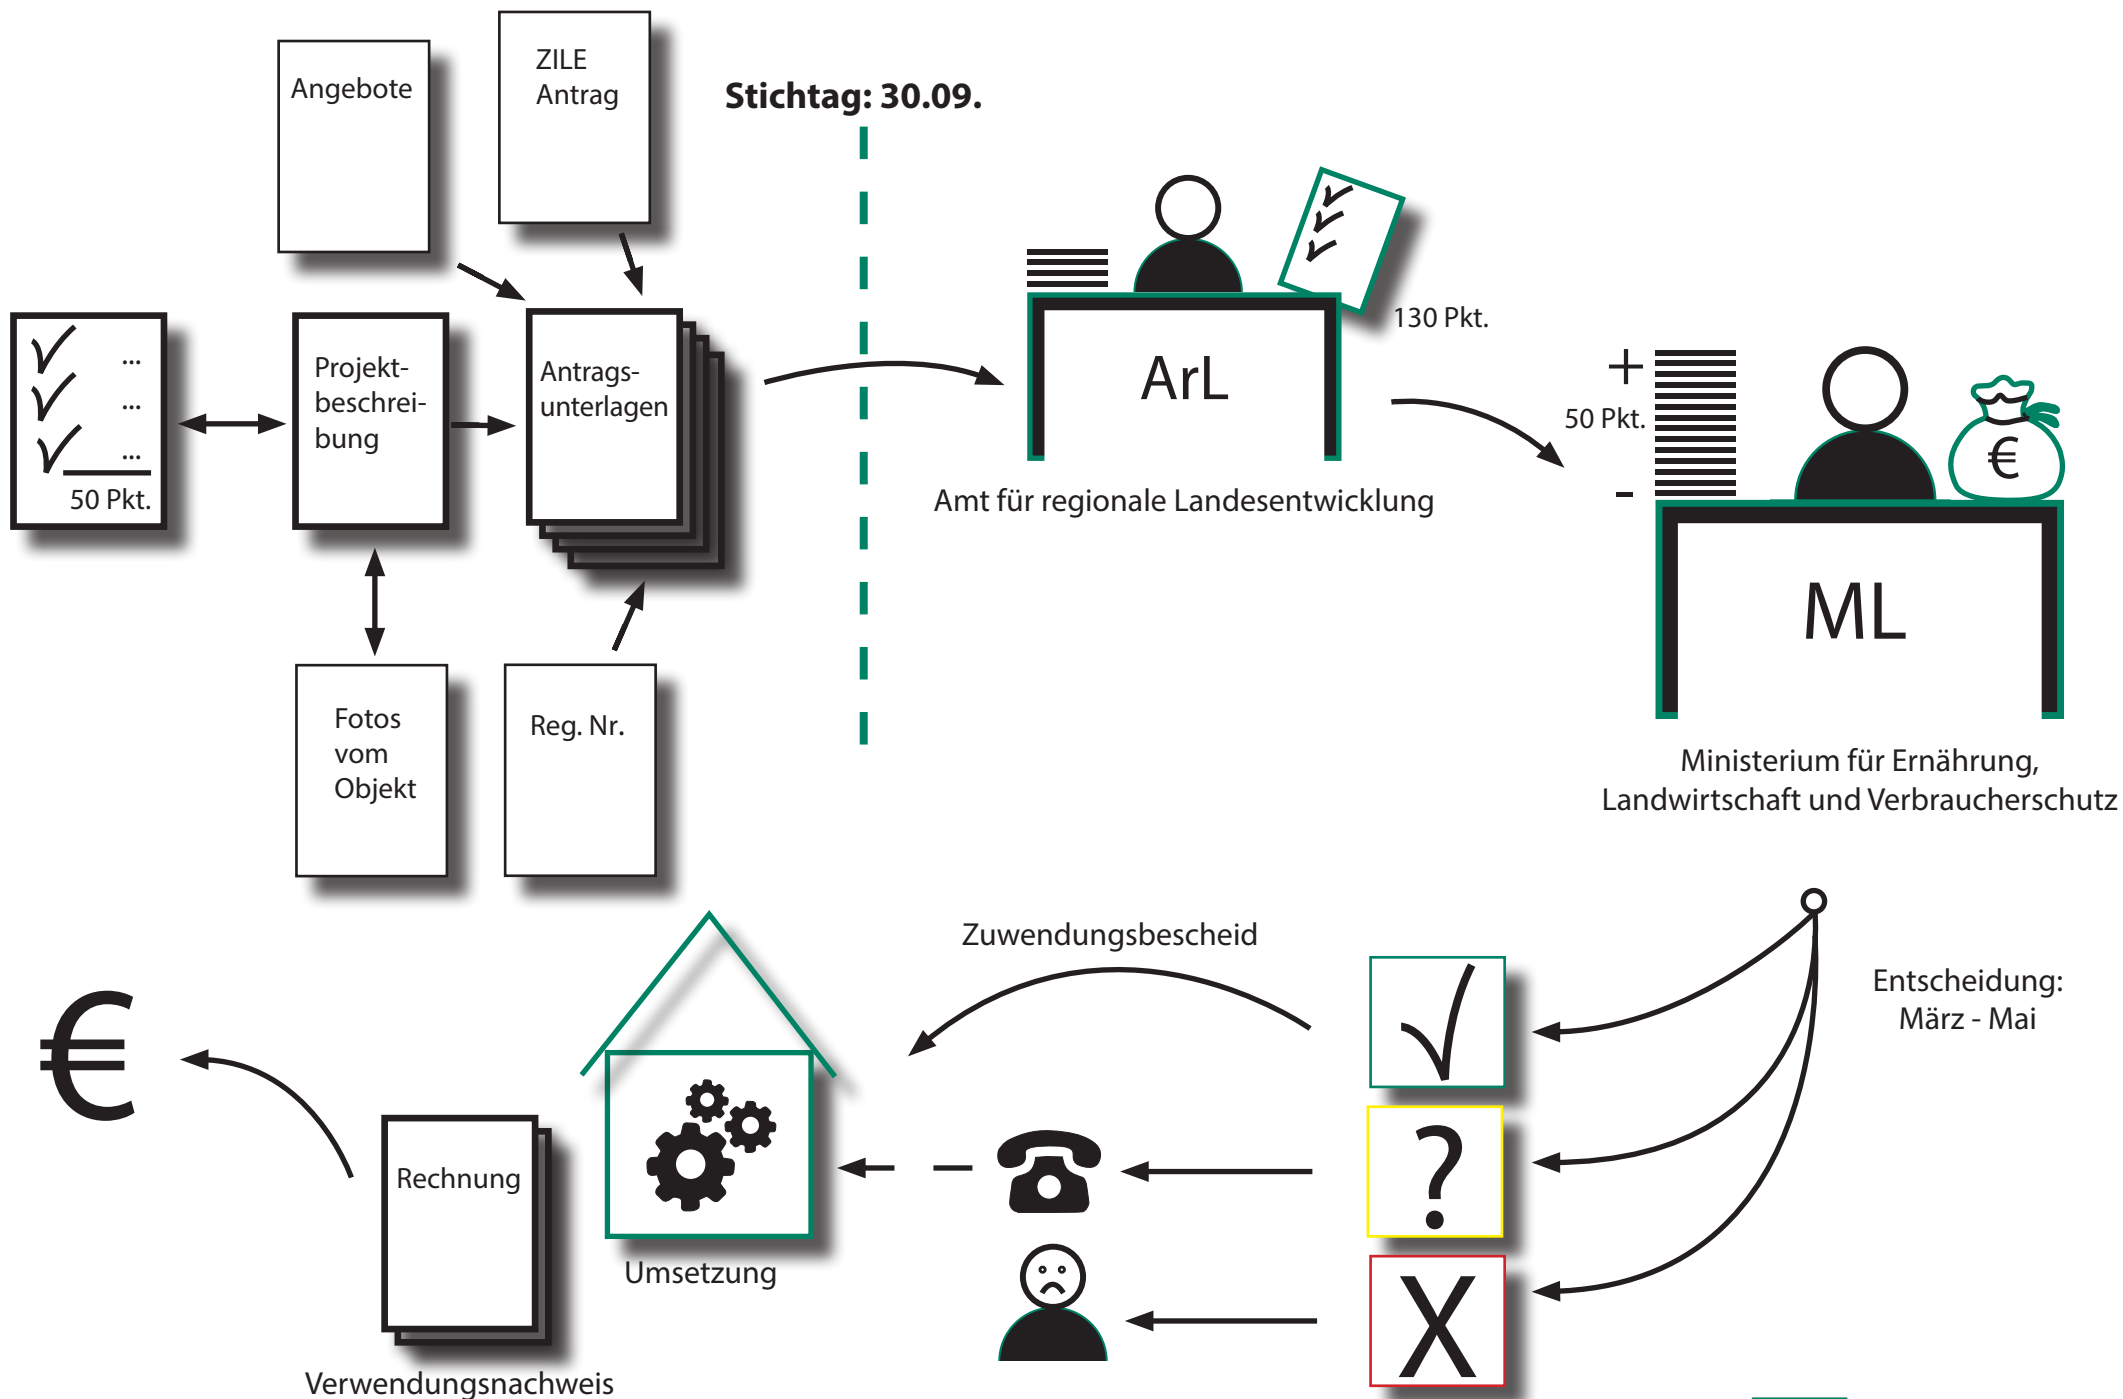 Angebote
ZILE
Antrag
Stichtag: 30.09.
...
...
...
50 Pkt.
Projekt-
beschrei-
bung
Antrags-
unterlagen
Fotos
vom
Objekt
Reg. Nr.
130 Pkt.
ArL
Amt für regionale Landesentwicklung
+
50 Pkt.
-
€
ML
Ministerium für Ernährung,
Landwirtschaft und Verbraucherschutz
Entscheidung:
März - Mai
Zuwendungsbescheid
?
X
Umsetzung
Rechnung
Verwendungsnachweis
€